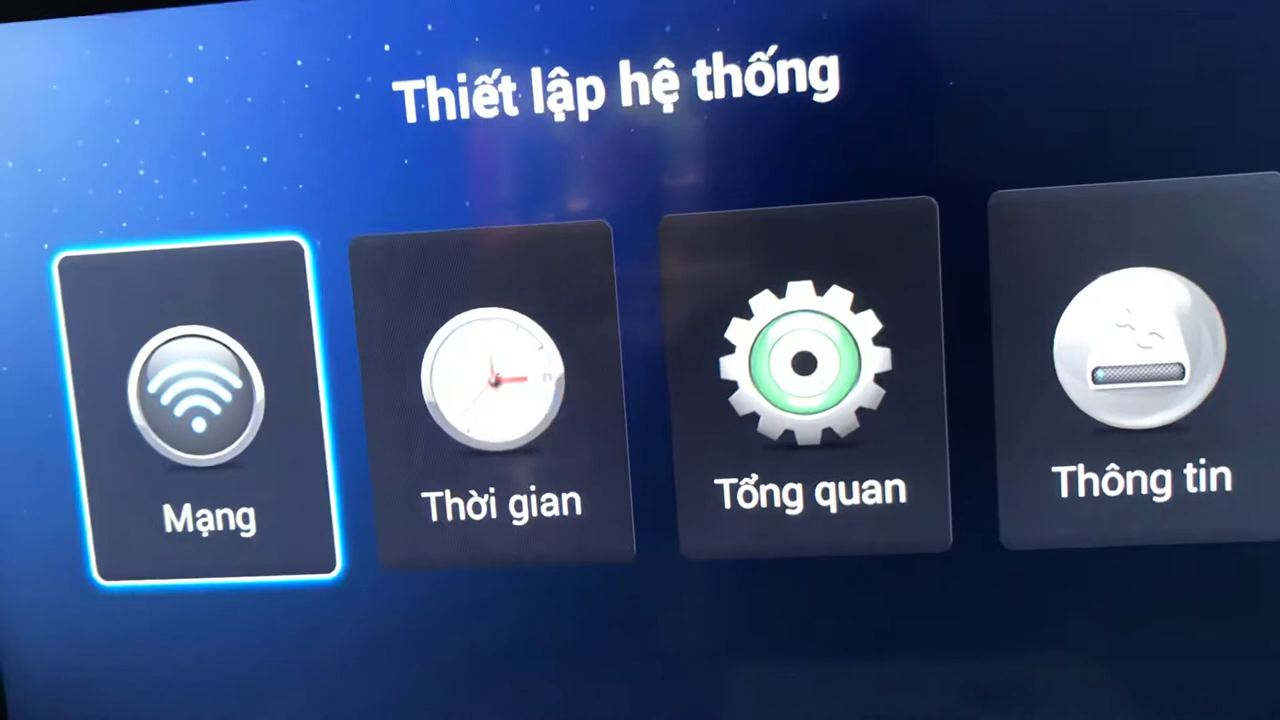 Thiết lập hệ thống
Mạng
Thời gian
Tổng quan
Thông tin